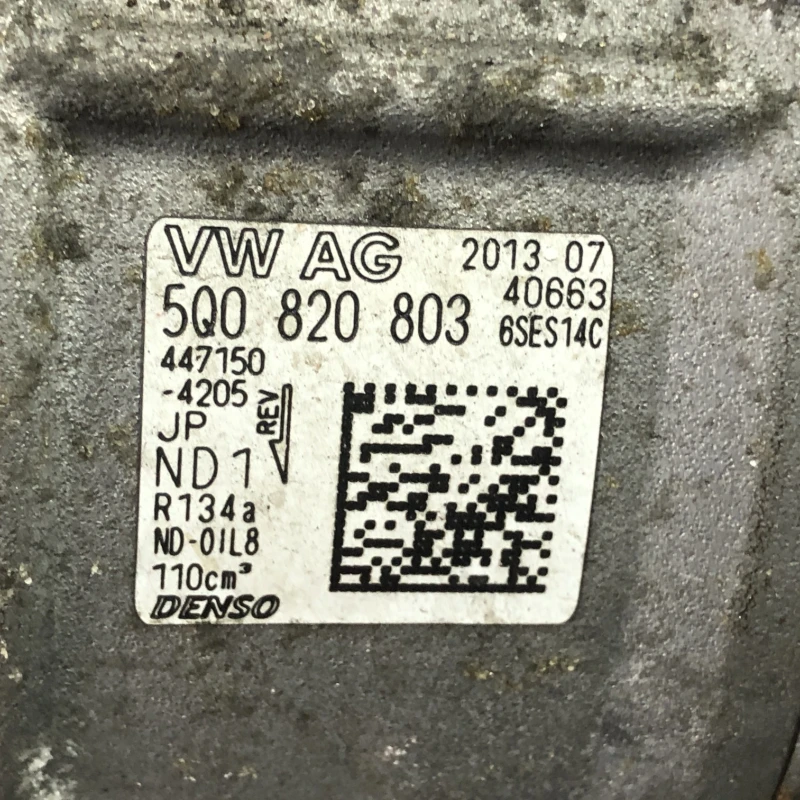 VW AG 2013 07
40663
5Q0 820 803 6SES14C
447150
-4205
REV
JP
ND1
R134a
ND-OIL8
110cm³
DENSO